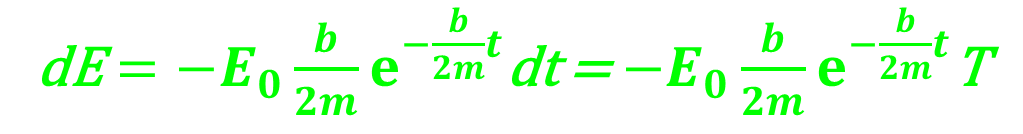 dE = −E₀ b/2m e^(−b/2m t) dt = −E₀ b/2m e^(−b/2m t) T